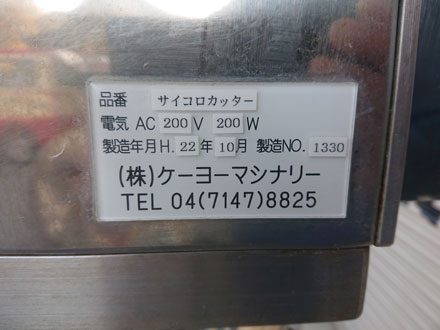 品番 サイコロカッター
電気 AC 200 V 200 W
製造年月 H. 22 年 10 月 製造NO. 1330
(株)ケーヨーマシナリー
TEL 04(7147)8825